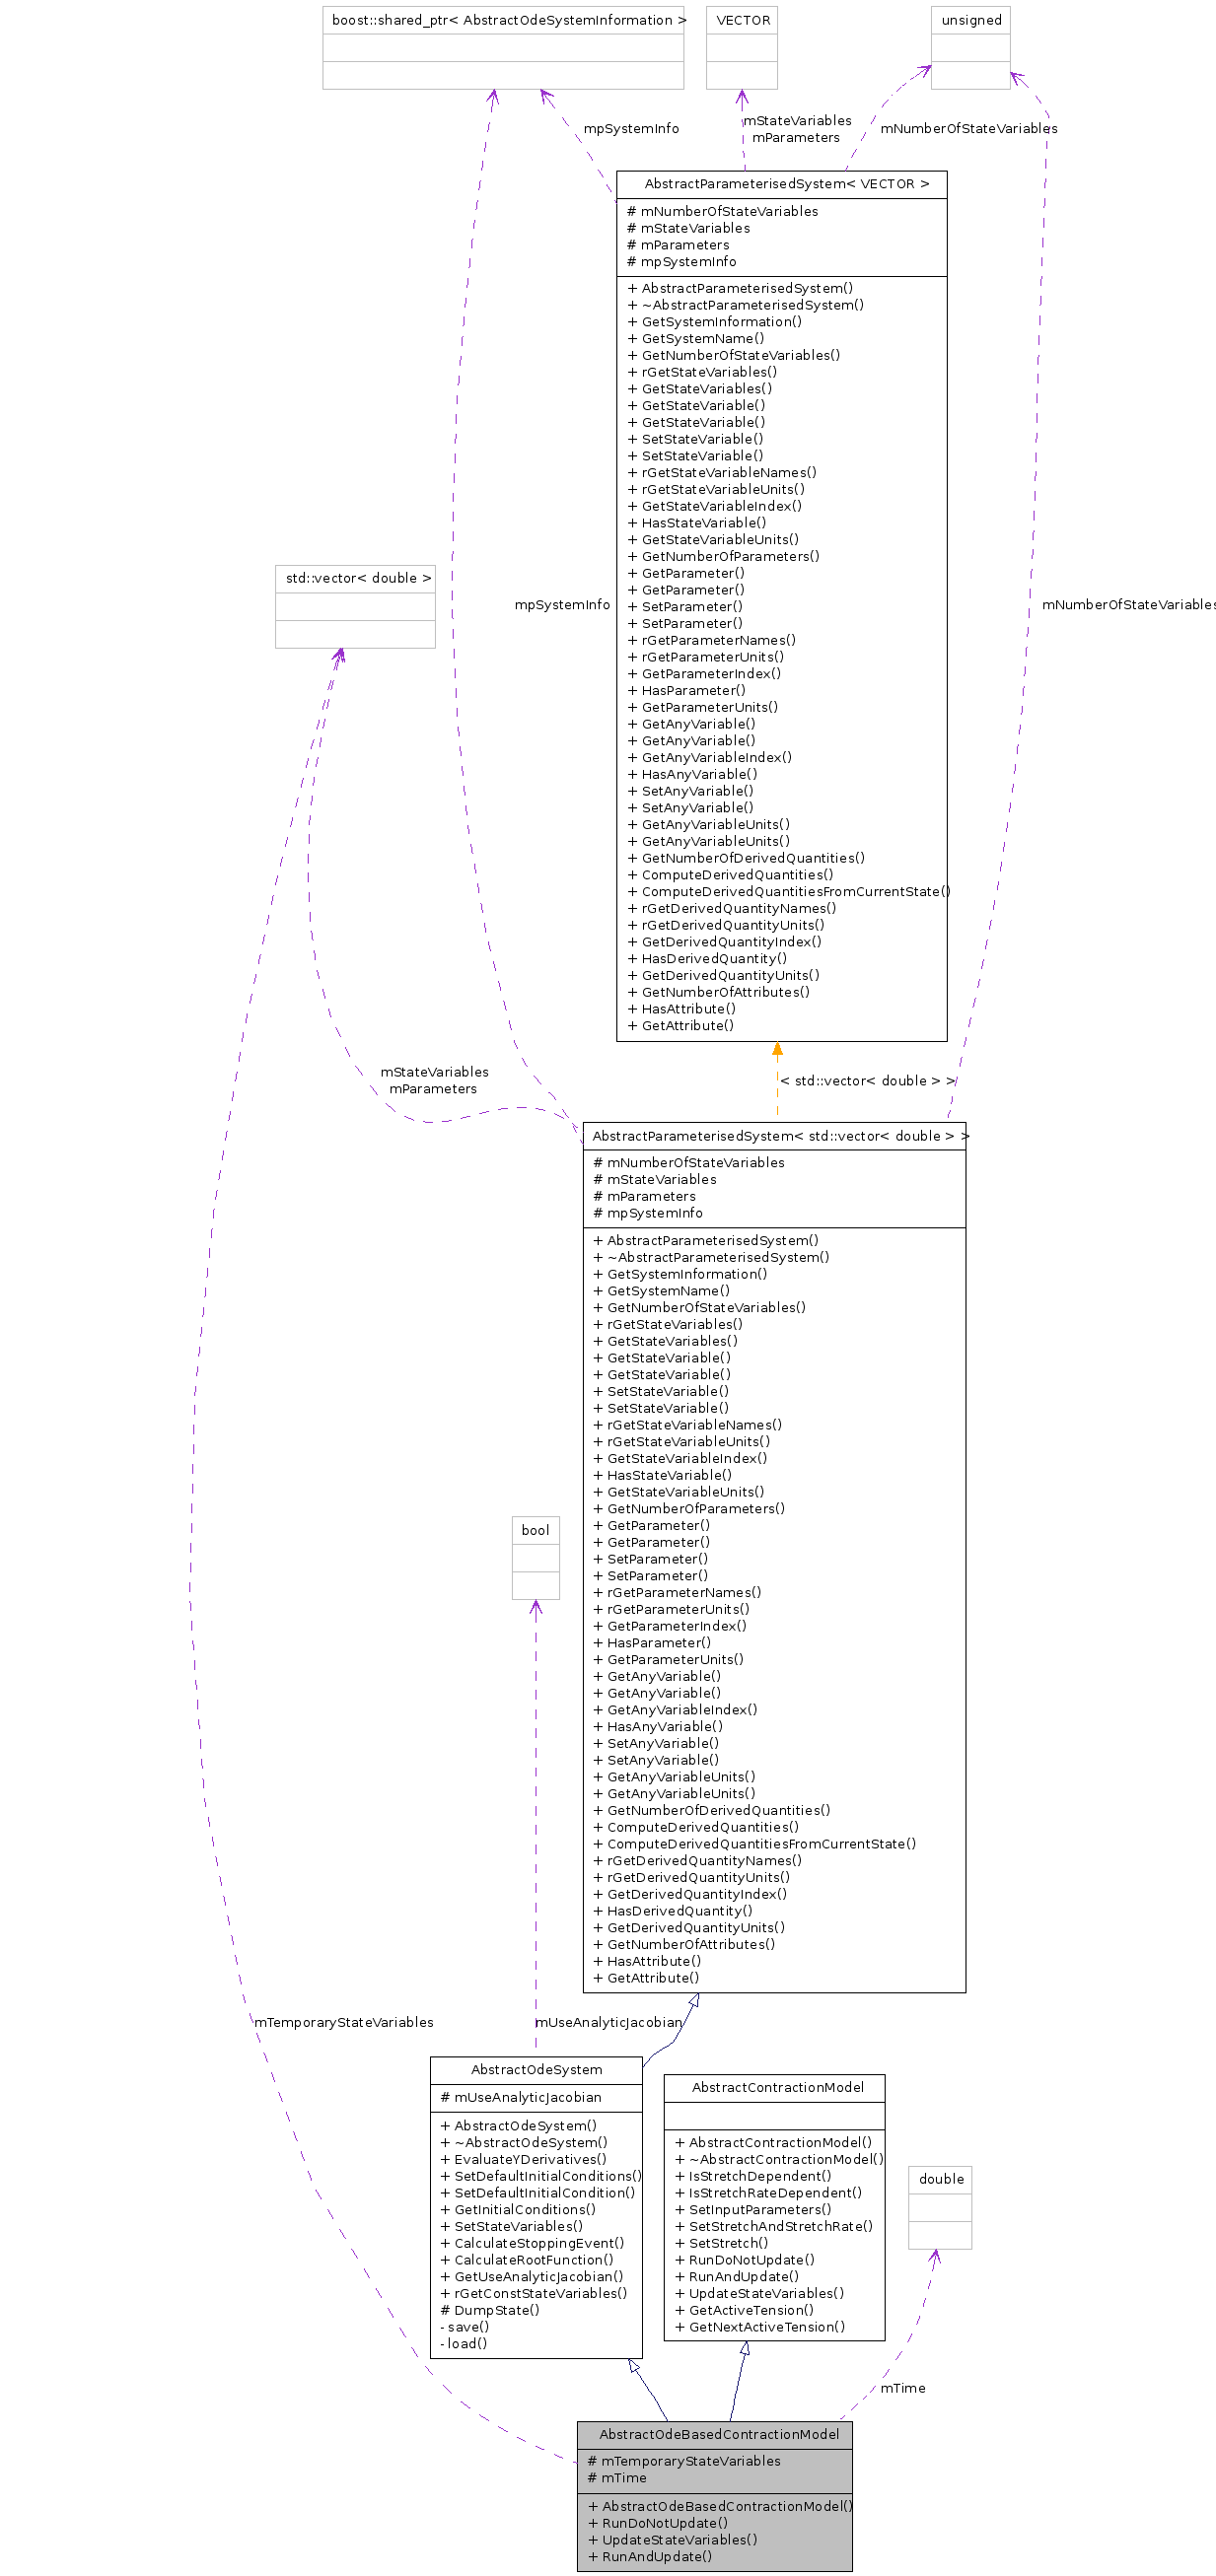 boost::shared_ptr< AbstractOdeSystemInformation >
VECTOR
unsigned
mpSystemInfo
mStateVariables
mParameters
mNumberOfStateVariables
AbstractParameterisedSystem< VECTOR >
# mNumberOfStateVariables
# mStateVariables
# mParameters
# mpSystemInfo
+ AbstractParameterisedSystem()
+ ~AbstractParameterisedSystem()
+ GetSystemInformation()
+ GetSystemName()
+ GetNumberOfStateVariables()
+ rGetStateVariables()
+ GetStateVariables()
+ GetStateVariable()
+ GetStateVariable()
+ SetStateVariable()
+ SetStateVariable()
+ rGetStateVariableNames()
+ rGetStateVariableUnits()
+ GetStateVariableIndex()
+ HasStateVariable()
+ GetStateVariableUnits()
+ GetNumberOfParameters()
+ GetParameter()
+ GetParameter()
+ SetParameter()
+ SetParameter()
+ rGetParameterNames()
+ rGetParameterUnits()
+ GetParameterIndex()
+ HasParameter()
+ GetParameterUnits()
+ GetAnyVariable()
+ GetAnyVariable()
+ GetAnyVariableIndex()
+ HasAnyVariable()
+ SetAnyVariable()
+ SetAnyVariable()
+ GetAnyVariableUnits()
+ GetAnyVariableUnits()
+ GetNumberOfDerivedQuantities()
+ ComputeDerivedQuantities()
+ ComputeDerivedQuantitiesFromCurrentState()
+ rGetDerivedQuantityNames()
+ rGetDerivedQuantityUnits()
+ GetDerivedQuantityIndex()
+ HasDerivedQuantity()
+ GetDerivedQuantityUnits()
+ GetNumberOfAttributes()
+ HasAttribute()
+ GetAttribute()
std::vector< double >
mpSystemInfo
mNumberOfStateVariables
mStateVariables
mParameters
< std::vector< double > >
AbstractParameterisedSystem< std::vector< double > >
# mNumberOfStateVariables
# mStateVariables
# mParameters
# mpSystemInfo
+ AbstractParameterisedSystem()
+ ~AbstractParameterisedSystem()
+ GetSystemInformation()
+ GetSystemName()
+ GetNumberOfStateVariables()
+ rGetStateVariables()
+ GetStateVariables()
+ GetStateVariable()
+ GetStateVariable()
+ SetStateVariable()
+ SetStateVariable()
+ rGetStateVariableNames()
+ rGetStateVariableUnits()
+ GetStateVariableIndex()
+ HasStateVariable()
+ GetStateVariableUnits()
+ GetNumberOfParameters()
+ GetParameter()
+ GetParameter()
+ SetParameter()
+ SetParameter()
+ rGetParameterNames()
+ rGetParameterUnits()
+ GetParameterIndex()
+ HasParameter()
+ GetParameterUnits()
+ GetAnyVariable()
+ GetAnyVariable()
+ GetAnyVariableIndex()
+ HasAnyVariable()
+ SetAnyVariable()
+ SetAnyVariable()
+ GetAnyVariableUnits()
+ GetAnyVariableUnits()
+ GetNumberOfDerivedQuantities()
+ ComputeDerivedQuantities()
+ ComputeDerivedQuantitiesFromCurrentState()
+ rGetDerivedQuantityNames()
+ rGetDerivedQuantityUnits()
+ GetDerivedQuantityIndex()
+ HasDerivedQuantity()
+ GetDerivedQuantityUnits()
+ GetNumberOfAttributes()
+ HasAttribute()
+ GetAttribute()
bool
mTemporaryStateVariables
mUseAnalyticJacobian
AbstractOdeSystem
# mUseAnalyticJacobian
+ AbstractOdeSystem()
+ ~AbstractOdeSystem()
+ EvaluateYDerivatives()
+ SetDefaultInitialConditions()
+ SetDefaultInitialCondition()
+ GetInitialConditions()
+ SetStateVariables()
+ CalculateStoppingEvent()
+ CalculateRootFunction()
+ GetUseAnalyticJacobian()
+ rGetConstStateVariables()
# DumpState()
- save()
- load()
AbstractContractionModel
+ AbstractContractionModel()
+ ~AbstractContractionModel()
+ IsStretchDependent()
+ IsStretchRateDependent()
+ SetInputParameters()
+ SetStretchAndStretchRate()
+ SetStretch()
+ RunDoNotUpdate()
+ RunAndUpdate()
+ UpdateStateVariables()
+ GetActiveTension()
+ GetNextActiveTension()
double
mTime
AbstractOdeBasedContractionModel
# mTemporaryStateVariables
# mTime
+ AbstractOdeBasedContractionModel()
+ RunDoNotUpdate()
+ UpdateStateVariables()
+ RunAndUpdate()